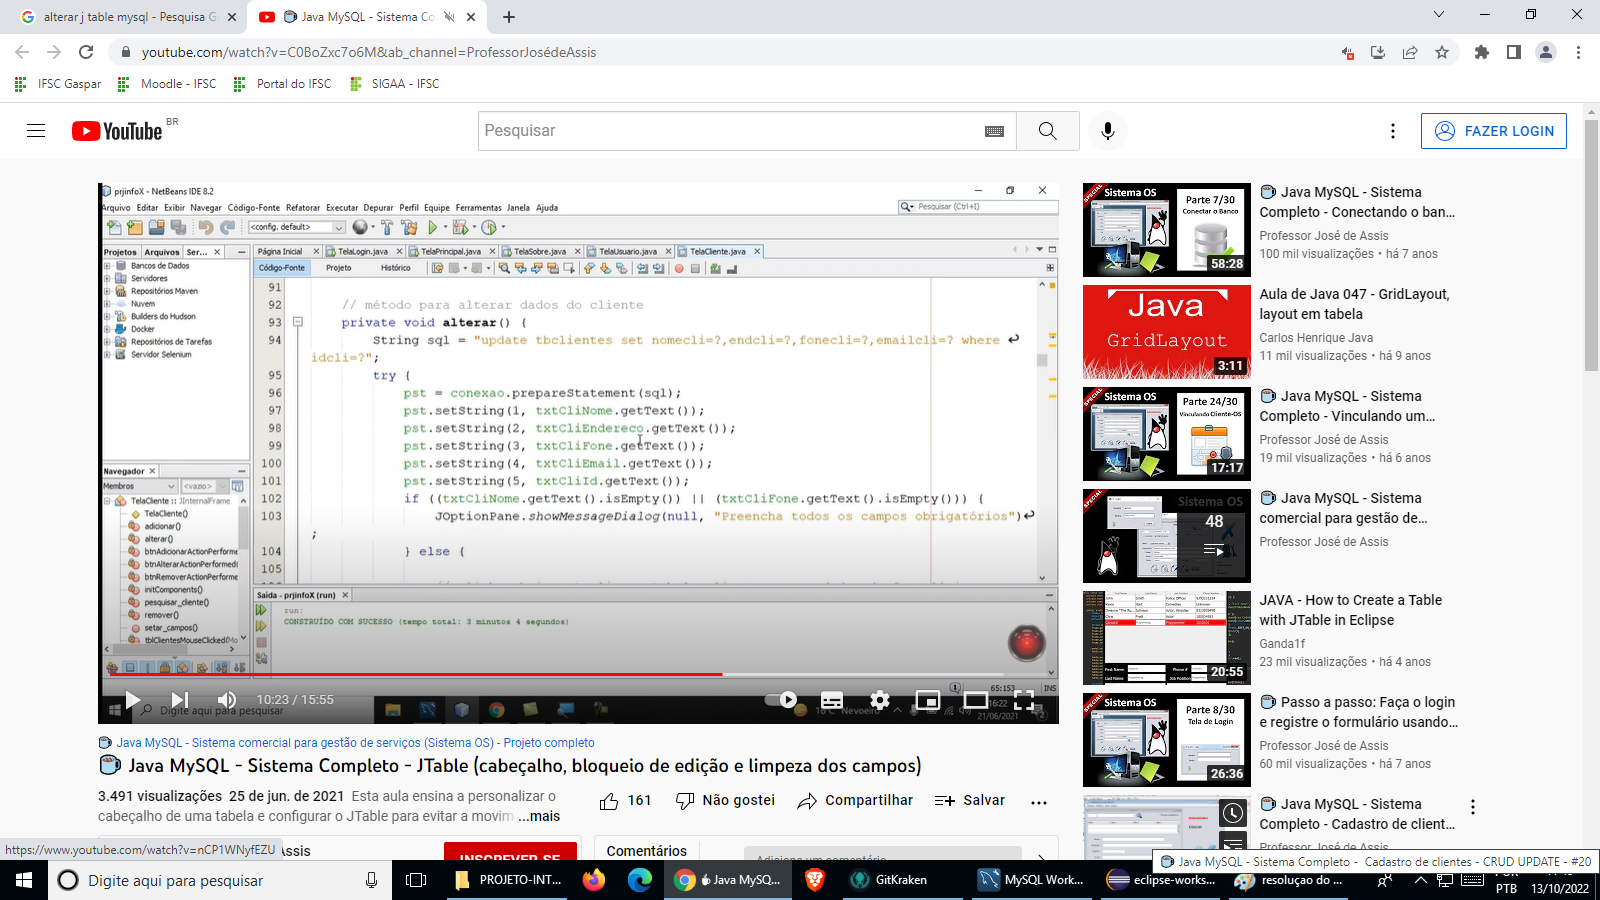 alterar j table mysql - Pesquisa G
Java MySQL - Sistema Co
youtube.com/watch?v=C0BoZxc7o6M&ab_channel=ProfessorJosédeAssis
IFSC Gaspar
Moodle - IFSC
Portal do IFSC
SIGAA - IFSC
YouTube BR
Pesquisar
FAZER LOGIN
prjinfoX - NetBeans IDE 8.2
Arquivo Editar Exibir Navegar Código-Fonte Refatorar Executar Depurar Perfil Equipe Ferramentas Janela Ajuda
Pesquisar (Ctrl+I)
<config. default>
Projetos Arquivos Ser...
Página Inicial TelaLogin.java TelaPrincipal.java TelaSobre.java TelaUsuario.java TelaCliente.java
Código-Fonte Projeto Histórico
Bancos de Dados
Servidores
Repositórios Maven
Nuvem
Builders do Hudson
Docker
Repositórios de Tarefas
Servidor Selenium
91
92 // método para alterar dados do cliente
93 private void alterar() {
94 String sql = "update tbclientes set nomecli=?,endcli=?,fonecli=?,emailcli=? where
idcli=?";
95 try {
96 pst = conexao.prepareStatement(sql);
97 pst.setString(1, txtCliNome.getText());
98 pst.setString(2, txtCliEndereco.getText());
99 pst.setString(3, txtCliFone.getText());
100 pst.setString(4, txtCliEmail.getText());
101 pst.setString(5, txtCliId.getText());
102 if ((txtCliNome.getText().isEmpty()) || (txtCliFone.getText().isEmpty())) {
103 JOptionPane.showMessageDialog(null, "Preencha todos os campos obrigatórios")
;
104 } else {
105
Navegador
Membros <vazio>
TelaCliente :: JInternalFrame
TelaCliente()
adicionar()
alterar()
btnAdicionarActionPerforme
btnAlterarActionPerformed(
btnRemoverActionPerforme
initComponents()
pesquisar_cliente()
remover()
setar_campos()
tblClientesMouseClicked(Mo
Saída - prjinfoX (run)
run:
CONSTRUÍDO COM SUCESSO (tempo total: 3 minutos 4 segundos)
65:153 INS
10:23 / 15:55
Digite aqui para pesquisar
16°C Nevoeiro
16:22
21/06/2021
Java MySQL - Sistema comercial para gestão de serviços (Sistema OS) - Projeto completo
Java MySQL - Sistema Completo - JTable (cabeçalho, bloqueio de edição e limpeza dos campos)
3.491 visualizações 25 de jun. de 2021 Esta aula ensina a personalizar o
cabeçalho de uma tabela e configurar o JTable para evitar a movim ...mais
161 Não gostei Compartilhar Salvar
https://www.youtube.com/watch?v=nCP1WNyfEZU
Assis
INSCREVER-SE
Comentários
Adicione um comentário...
SPECIAL Sistema OS
Parte 7/30
Conectar o Banco
58:28
Java MySQL - Sistema
Completo - Conectando o ban...
Professor José de Assis
100 mil visualizações • há 7 anos
Java
GridLayout
3:11
Aula de Java 047 - GridLayout,
layout em tabela
Carlos Henrique Java
11 mil visualizações • há 9 anos
SPECIAL Sistema OS
Parte 24/30
Vinculando Cliente-OS
17:17
Java MySQL - Sistema
Completo - Vinculando um...
Professor José de Assis
19 mil visualizações • há 6 anos
Sistema OS
48
Java MySQL - Sistema
comercial para gestão de...
Professor José de Assis
20:55
JAVA - How to Create a Table
with JTable in Eclipse
Ganda1f
23 mil visualizações • há 4 anos
SPECIAL Sistema OS
Parte 8/30
Tela de Login
26:36
Passo a passo: Faça o login
e registre o formulário usando...
Professor José de Assis
60 mil visualizações • há 7 anos
Java MySQL - Sistema
Completo - Cadastro de client...
Professor José de Assis
Java MySQL - Sistema Completo - Cadastro de clientes - CRUD UPDATE - #20
Digite aqui para pesquisar
PROJETO-INT...
Java MySQ...
GitKraken
MySQL Work...
eclipse-works...
resoluçao do ...
PTB
13/10/2022